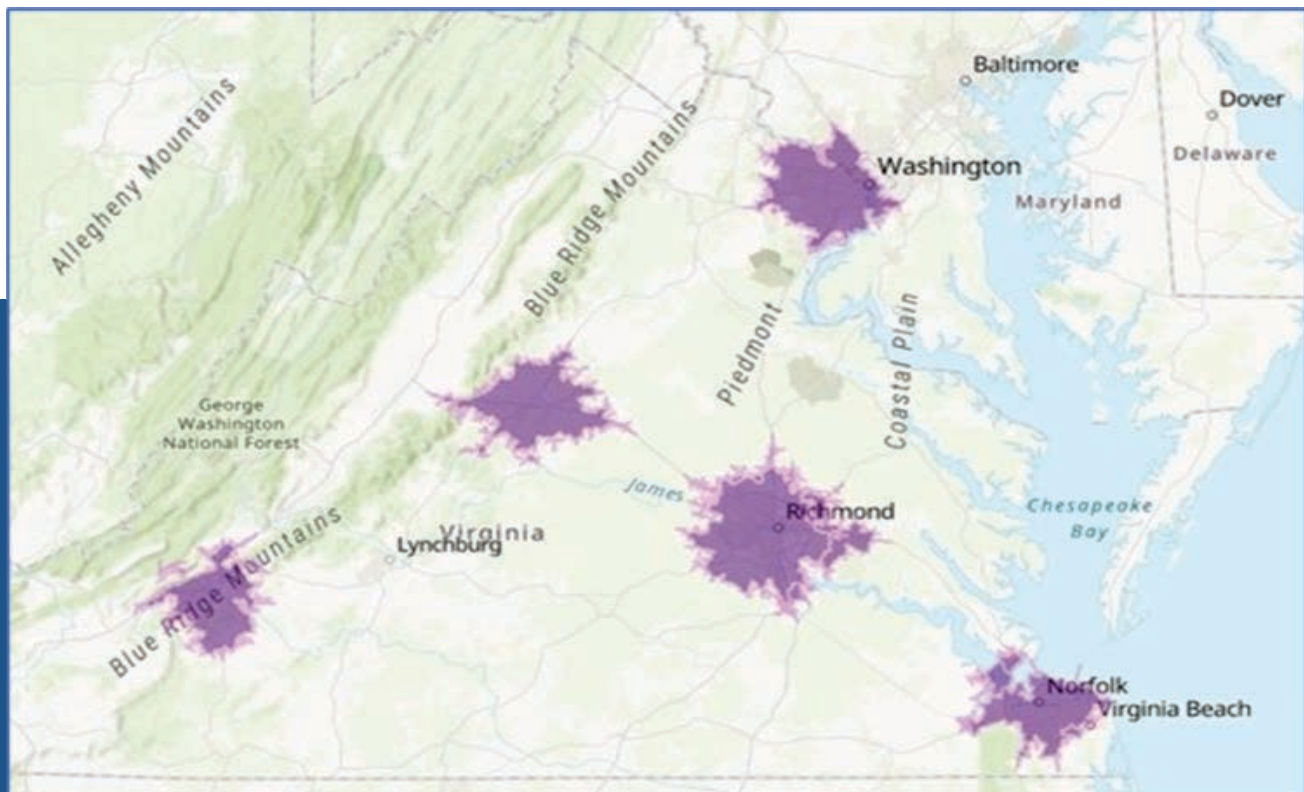 Baltimore
Dover
Allegheny Mountains
Blue Ridge Mountains
Washington
Delaware
Maryland
Piedmont
Coastal Plain
George
Washington
National Forest
James
Richmond
Chesapeake
Bay
Virginia
Lynchburg
Blue Ridge Mountains
Norfolk
Virginia Beach